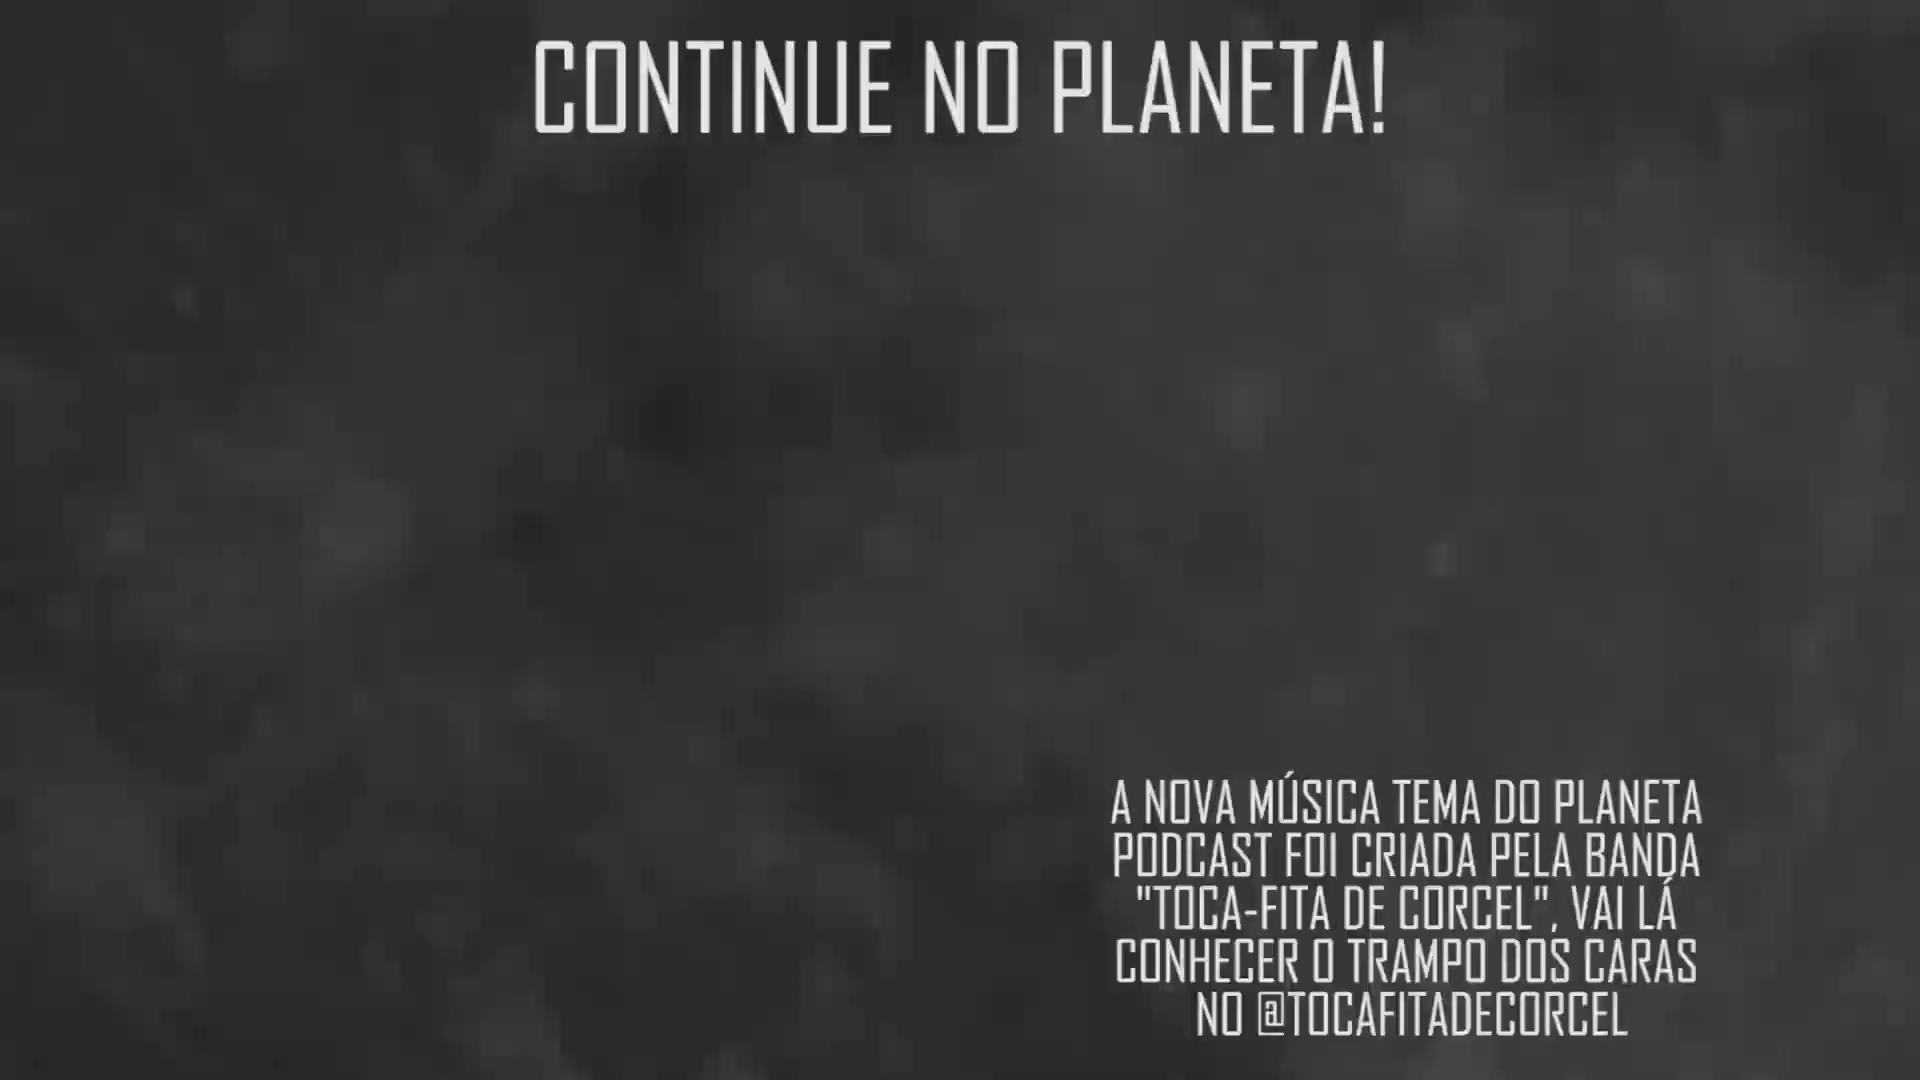 CONTINUE NO PLANETA!
A NOVA MÚSICA TEMA DO PLANETA
PODCAST FOI CRIADA PELA BANDA
"TOCA-FITA DE CORCEL", VAI LÁ
CONHECER O TRAMPO DOS CARAS
NO @TOCAFITADECORCEL